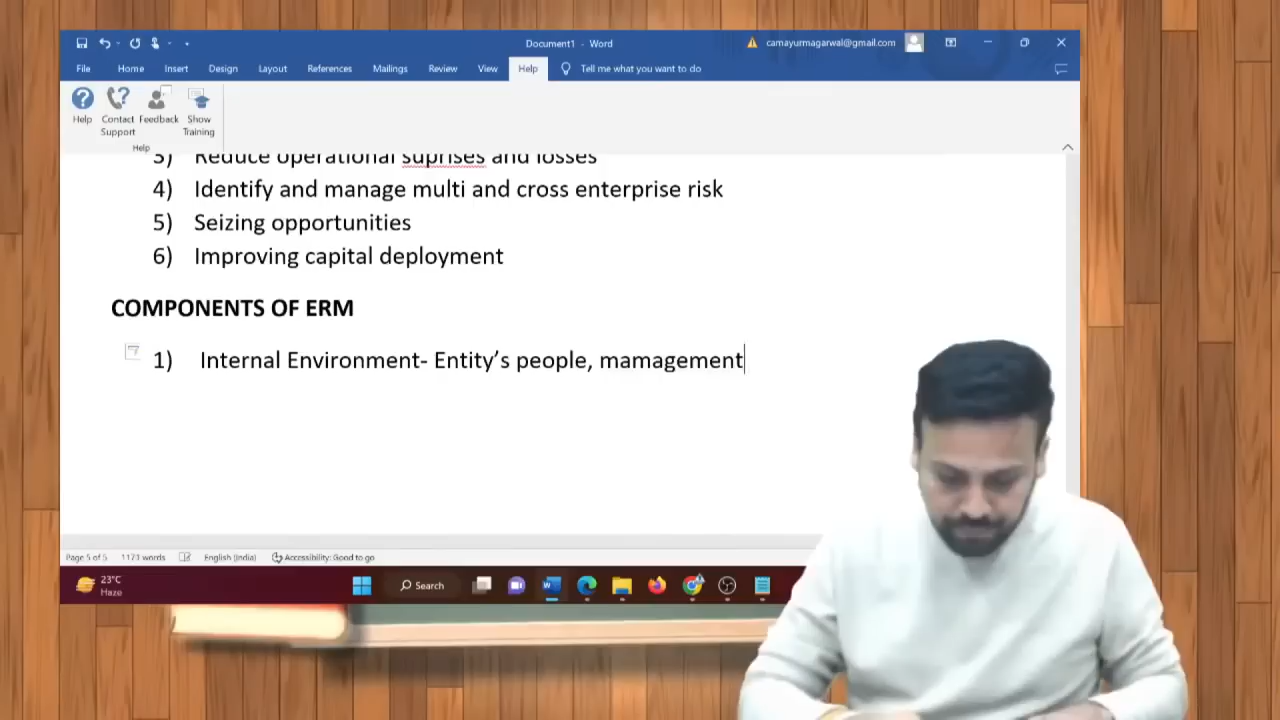 Document1 - Word
camayurmagarwal@gmail.com
File Home Insert Design Layout References Mailings Review View Help Tell me what you want to do
Help Contact Support Feedback Show Training
Help
3) Reduce operational suprises and losses
4) Identify and manage multi and cross enterprise risk
5) Seizing opportunities
6) Improving capital deployment
COMPONENTS OF ERM
1) Internal Environment- Entity’s people, mamagement
Page 5 of 5 1173 words English (India) Accessibility: Good to go
23°C
Haze
Search